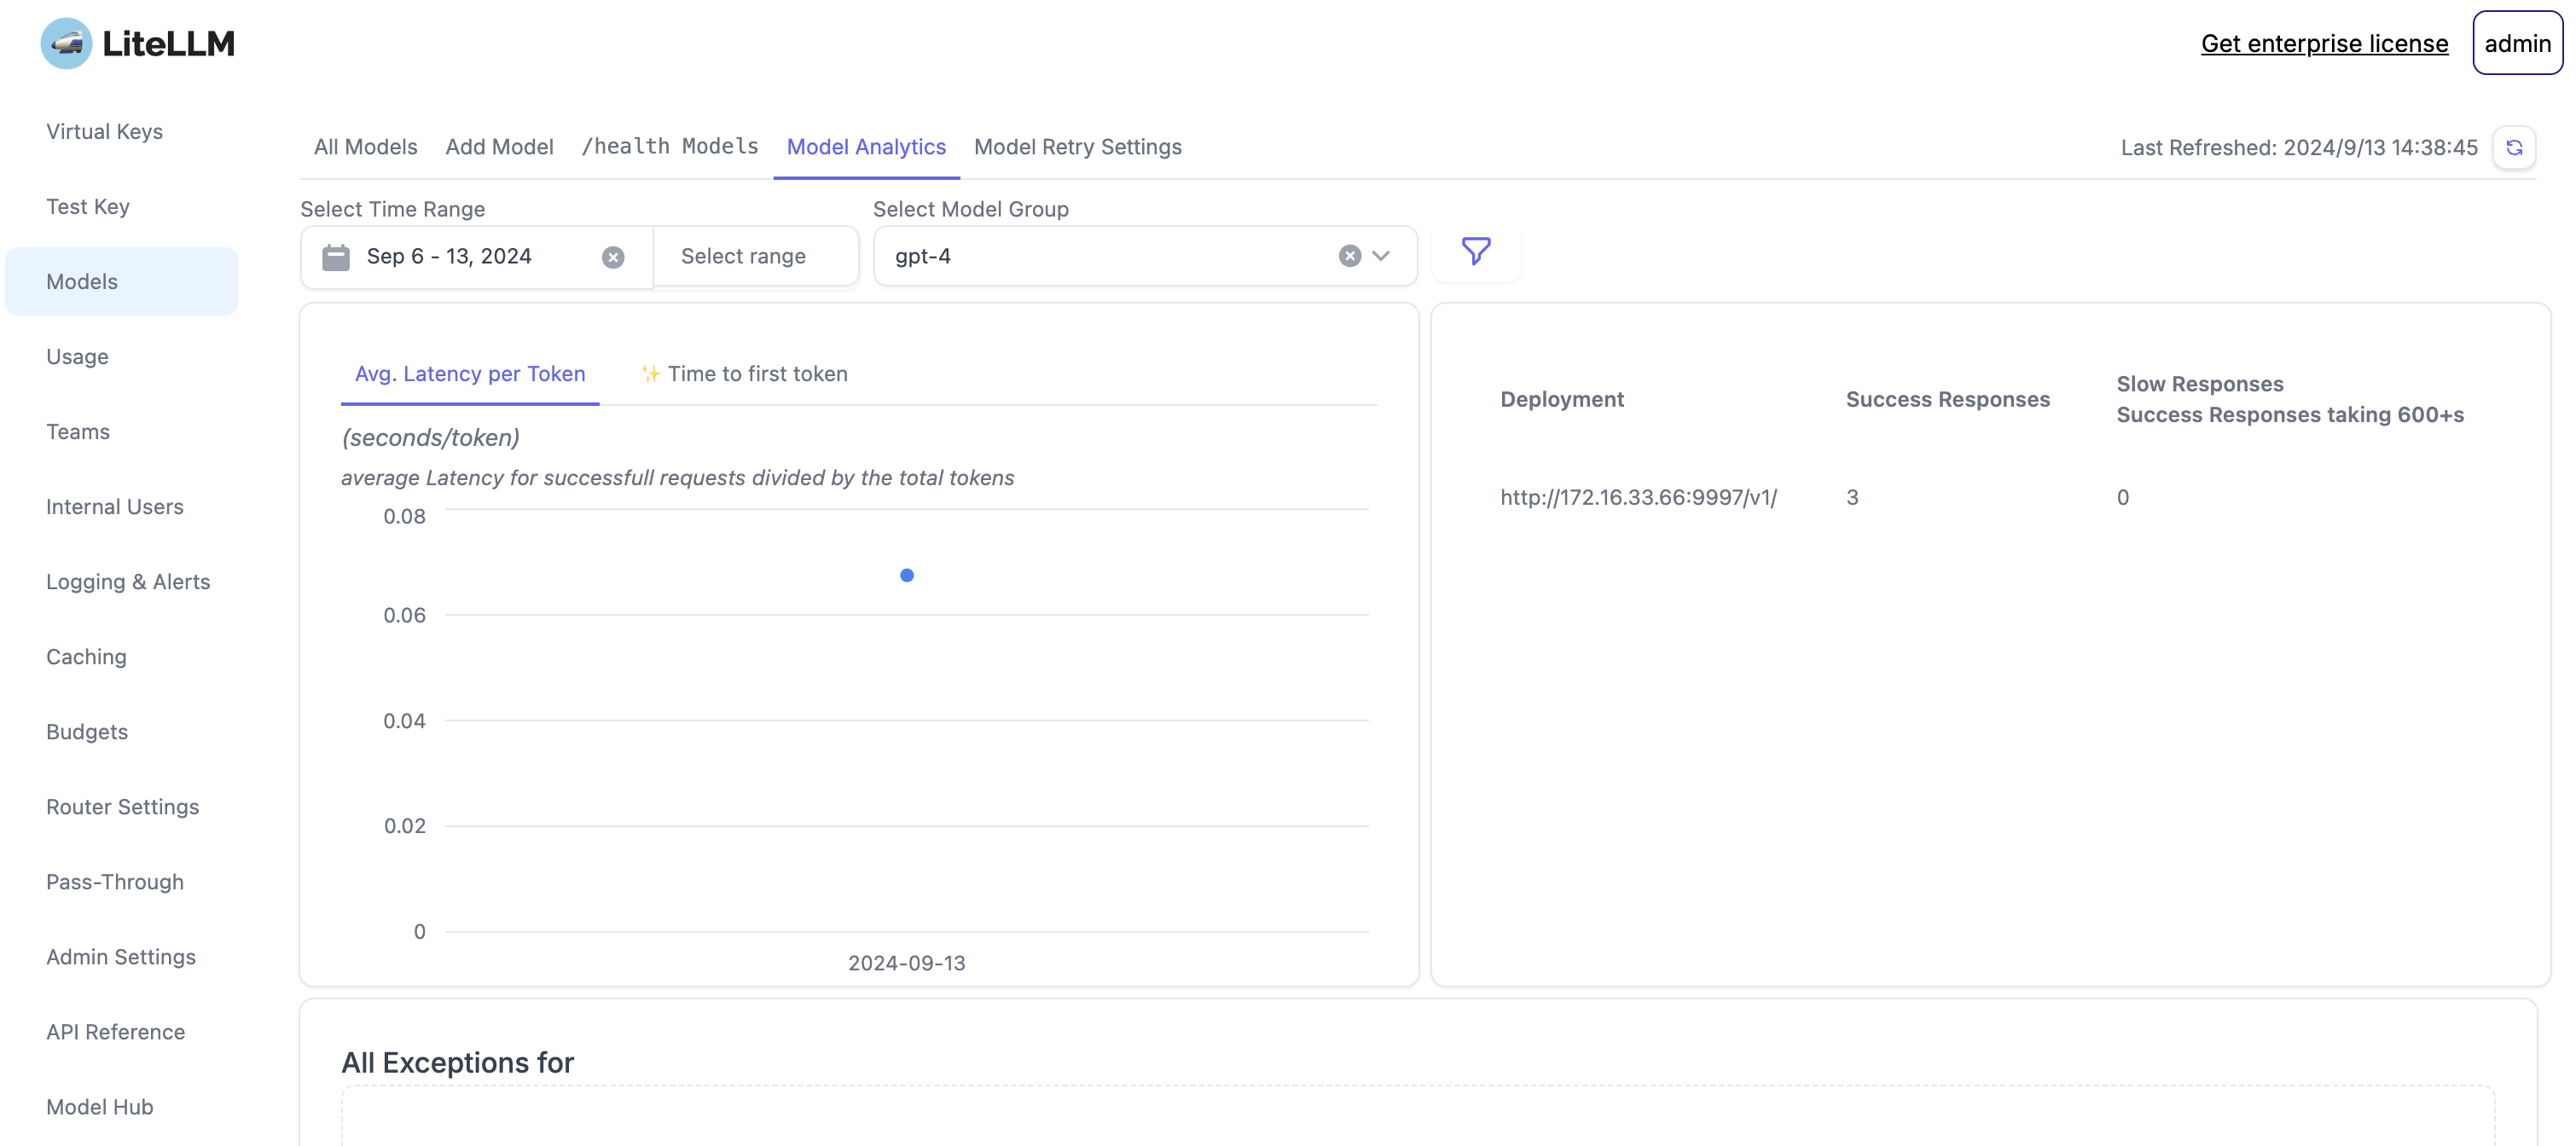 LiteLLM
Get enterprise license
admin
Virtual Keys
Test Key
Models
Usage
Teams
Internal Users
Logging & Alerts
Caching
Budgets
Router Settings
Pass-Through
Admin Settings
API Reference
Model Hub
All Models
Add Model
/health Models
Model Analytics
Model Retry Settings
Last Refreshed: 2024/9/13 14:38:45
Select Time Range
Sep 6 - 13, 2024
Select range
Select Model Group
gpt-4
Avg. Latency per Token
✨ Time to first token
(seconds/token)
average Latency for successfull requests divided by the total tokens
0.08
0.06
0.04
0.02
0
2024-09-13
Deployment
Success Responses
Slow Responses
Success Responses taking 600+s
http://172.16.33.66:9997/v1/
3
0
All Exceptions for